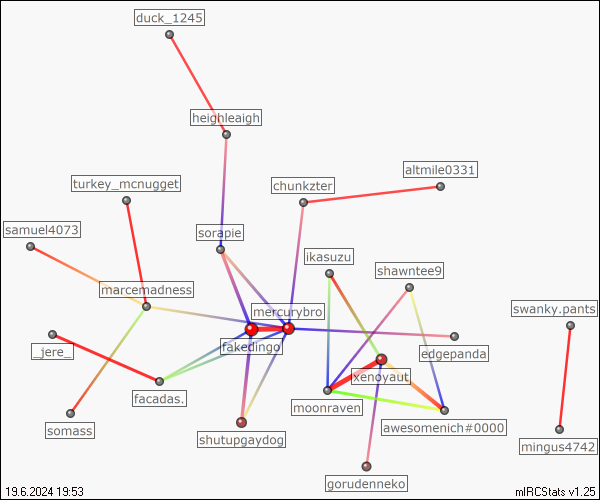 duck_1245
heighleaigh
altmile0331
turkey_mcnugget
chunkzter
samuel4073
sorapie
ikasuzu
shawntee9
marcemadness
mercurybro
swanky.pants
_jere_
fakedingo
edgepanda
xenoyaut
facadas.
moonraven
somass
awesomenich#0000
shutupgaydog
mingus4742
gorudenneko
19.6.2024 19:53
mIRCStats v1.25